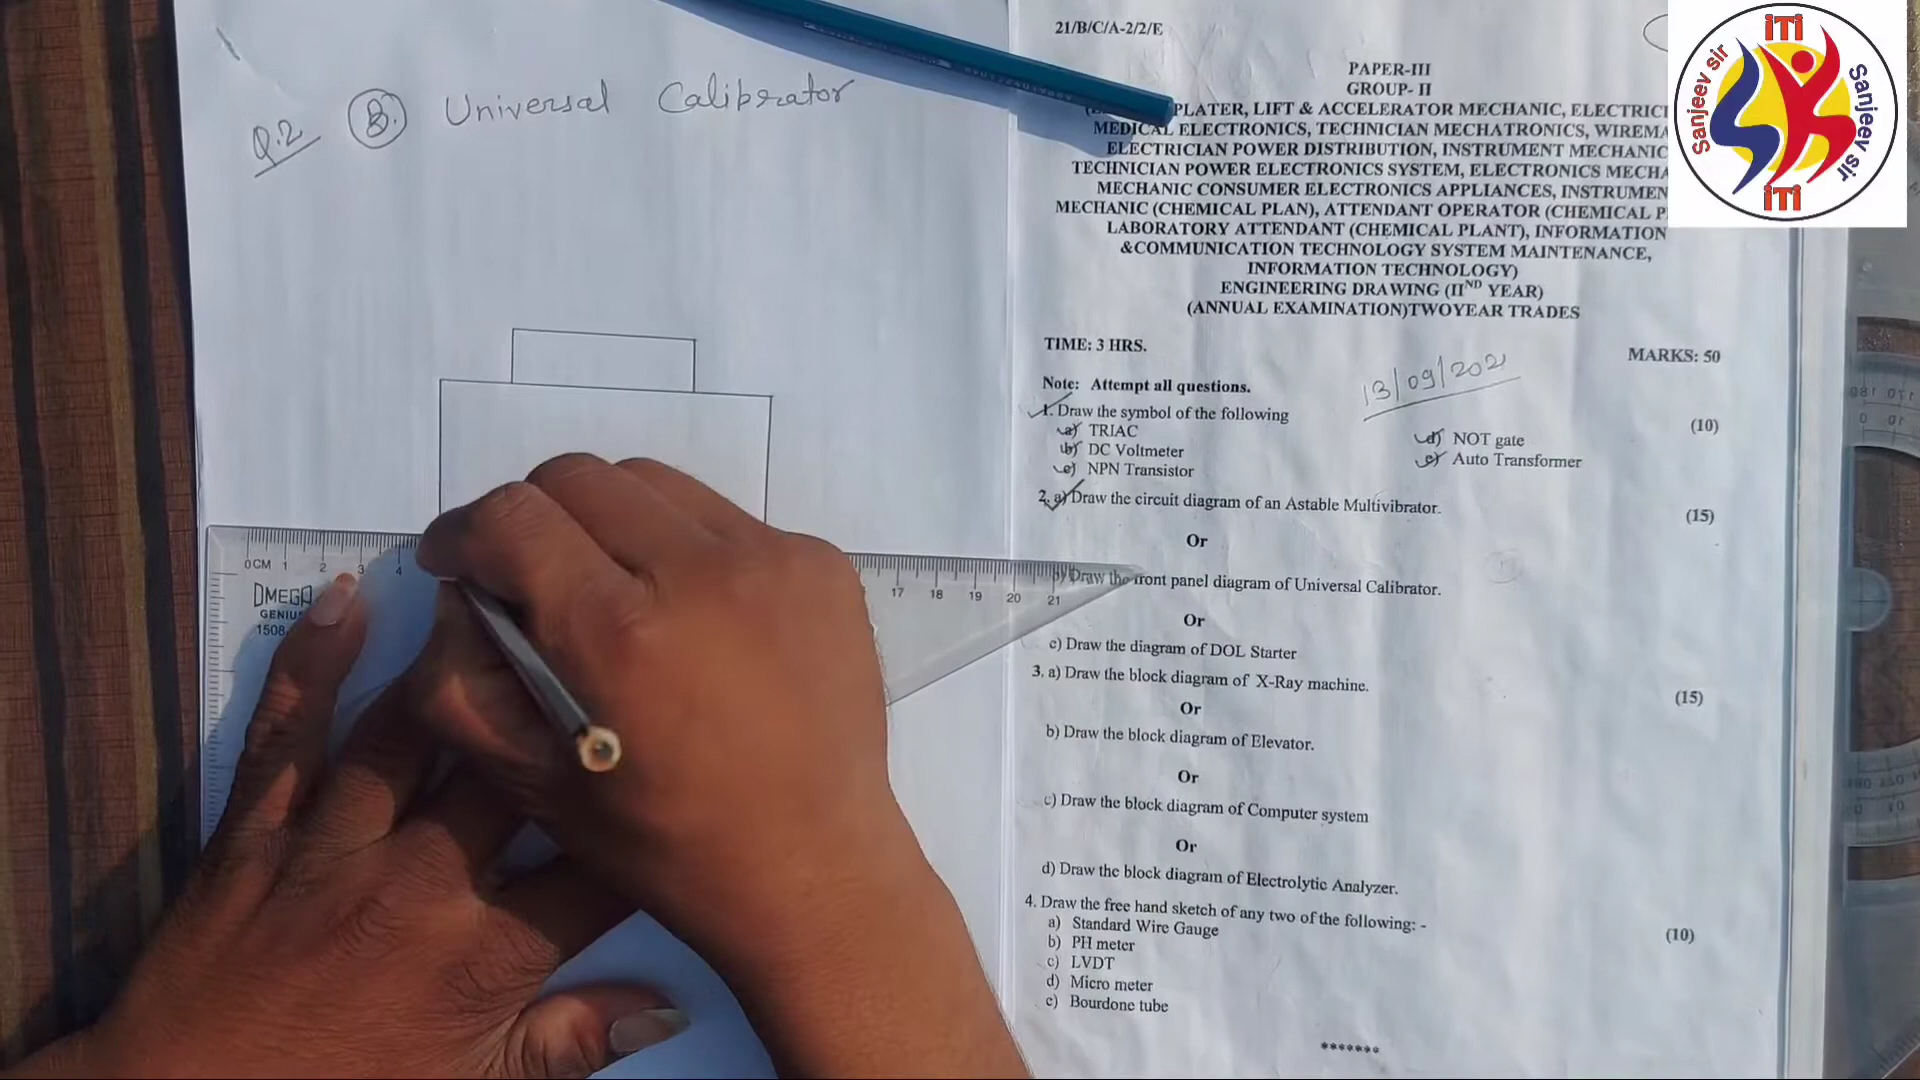 Q.2 B. Universal Calibrator
21/B/C/A-2/2/E
PAPER-III
GROUP- II
PLATER, LIFT & ACCELERATOR MECHANIC,
MEDICAL ELECTRONICS, TECHNICIAN MECHATRONICS,
ELECTRICIAN POWER DISTRIBUTION, INSTRUMENT MECHANIC
TECHNICIAN POWER ELECTRONICS SYSTEM, ELECTRONICS
MECHANIC CONSUMER ELECTRONICS APPLIANCES,
MECHANIC (CHEMICAL PLAN), ATTENDANT OPERATOR (CHEMICAL
LABORATORY ATTENDANT (CHEMICAL PLANT), INFORMATION
&COMMUNICATION TECHNOLOGY SYSTEM MAINTENANCE,
INFORMATION TECHNOLOGY)
ENGINEERING DRAWING (IIND YEAR)
(ANNUAL EXAMINATION)TWOYEAR TRADES
TIME: 3 HRS.
MARKS: 50
Note: Attempt all questions.
13/09/2021
1. Draw the symbol of the following (10)
a) TRIAC
d) NOT gate
b) DC Voltmeter
e) Auto Transformer
c) NPN Transistor
2. a) Draw the circuit diagram of an Astable Multivibrator. (15)
Or
b) Draw the front panel diagram of Universal Calibrator.
Or
c) Draw the diagram of DOL Starter
3. a) Draw the block diagram of X-Ray machine. (15)
Or
b) Draw the block diagram of Elevator.
Or
c) Draw the block diagram of Computer system
Or
d) Draw the block diagram of Electrolytic Analyzer.
4. Draw the free hand sketch of any two of the following: - (10)
a) Standard Wire Gauge
b) PH meter
c) LVDT
d) Micro meter
e) Bourdone tube
*******
0CM 1 2 3 4 17 18 19 20 21
OMEGA
GENIUS
1508
iTi
Sanjeev sir
Sanjeev sir
iTi